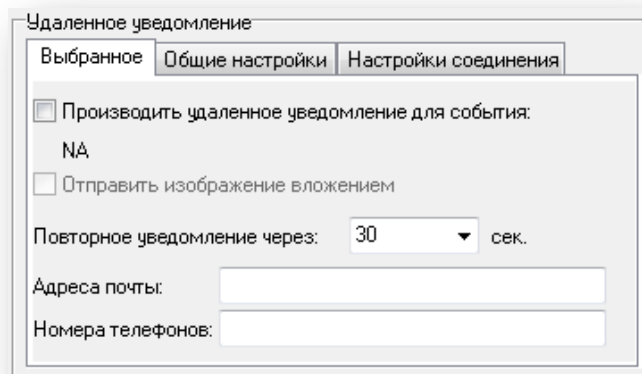 Удаленное уведомление
Выбранное Общие настройки Настройки соединения
Производить удаленное уведомление для события:
NA
Отправить изображение вложением
Повторное уведомление через: 30 сек.
Адреса почты:
Номера телефонов: